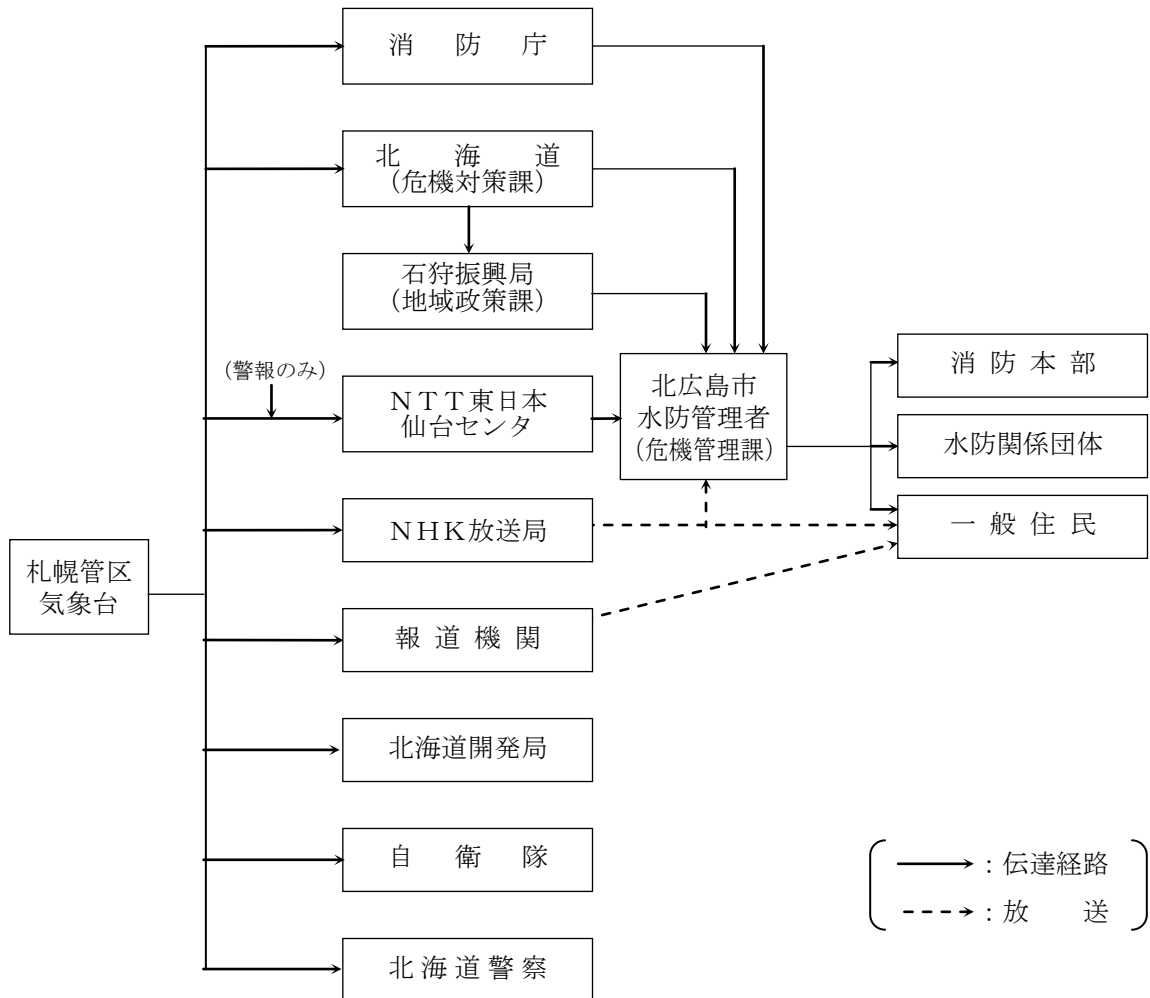 消防庁
北海道
(危機対策課)
石狩振興局
(地域政策課)
(警報のみ)
NTT東日本
仙台センタ
北広島市
水防管理者
(危機管理課)
消防本部
水防関係団体
一般住民
NHK放送局
札幌管区
気象台
報道機関
北海道開発局
自衛隊
北海道警察
:伝達経路
:放送